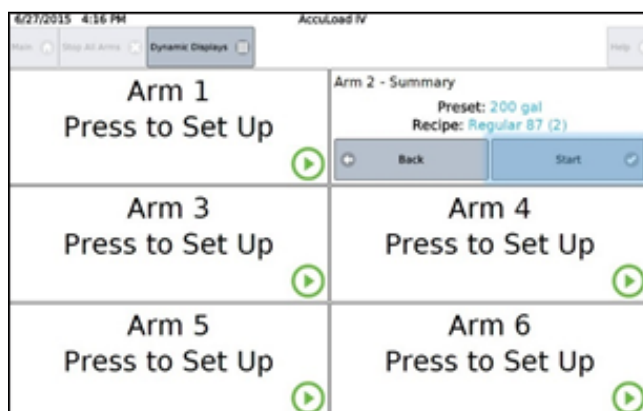 6/27/2015 4:16 PM AccuLoad IV
Main Stop All Arms Dynamic Displays Help
Arm 1
Press to Set Up
Arm 2 - Summary
Preset: 200 gal
Recipe: Regular 87 (2)
Back Start
Arm 3
Press to Set Up
Arm 4
Press to Set Up
Arm 5
Press to Set Up
Arm 6
Press to Set Up